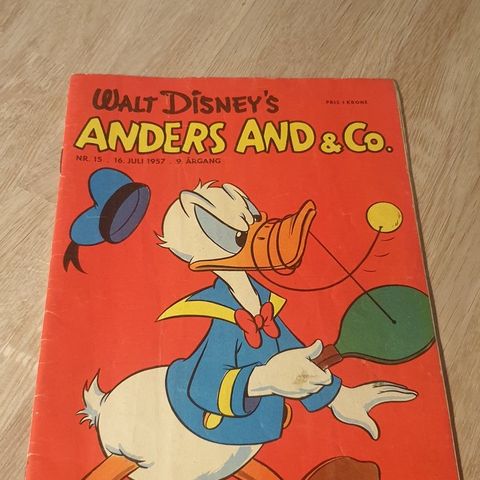 WALT DISNEY'S
PRIS 1 KRONE
ANDERS AND & Co.
NR. 15 . 16. JULI 1957 . 9. ÅRGANG